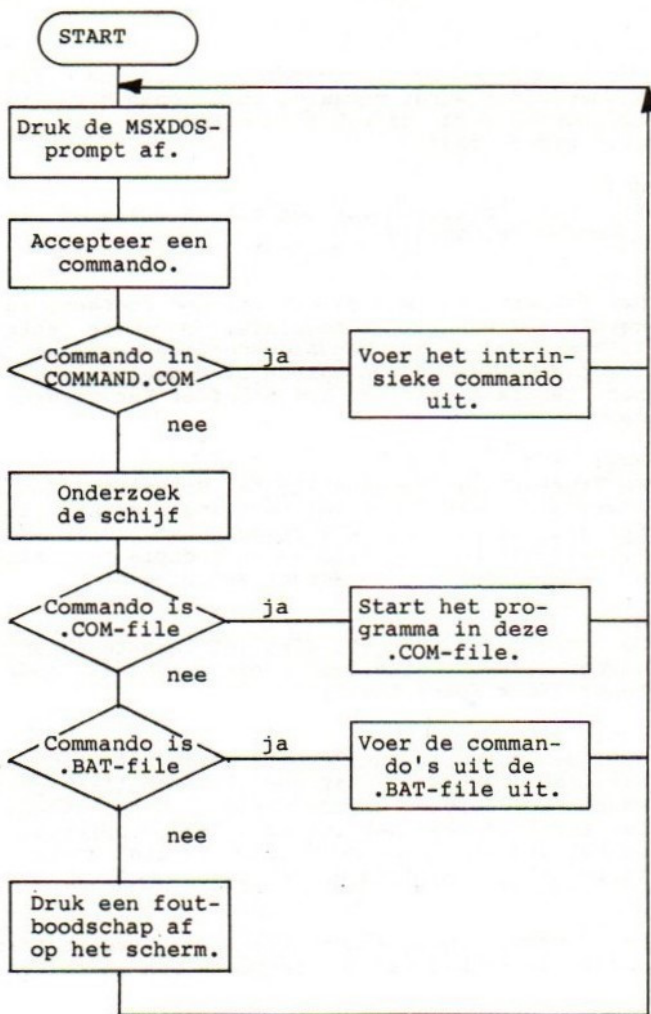 START
Druk de MSXDOS-
prompt af.
Accepteer een
commando.
Commando in
COMMAND.COM
ja
Voer het intrin-
sieke commando
uit.
nee
Onderzoek
de schijf
Commando is
.COM-file
ja
Start het pro-
gramma in deze
.COM-file.
nee
Commando is
.BAT-file
ja
Voer de comman-
do's uit de
.BAT-file uit.
nee
Druk een fout-
boodschap af
op het scherm.